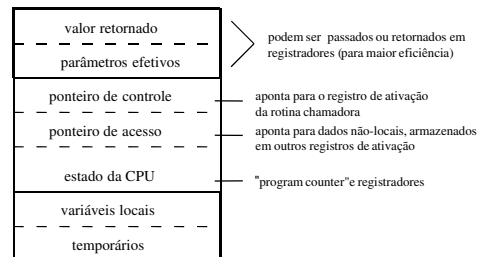 valor retornado
parâmetros efetivos
podem ser passados ou retornados em
registradores (para maior eficiência)
ponteiro de controle
aponta para o registro de ativação
da rotina chamadora
ponteiro de acesso
aponta para dados não-locais, armazenados
em outros registros de ativação
estado da CPU
"program counter"e registradores
variáveis locais
temporários